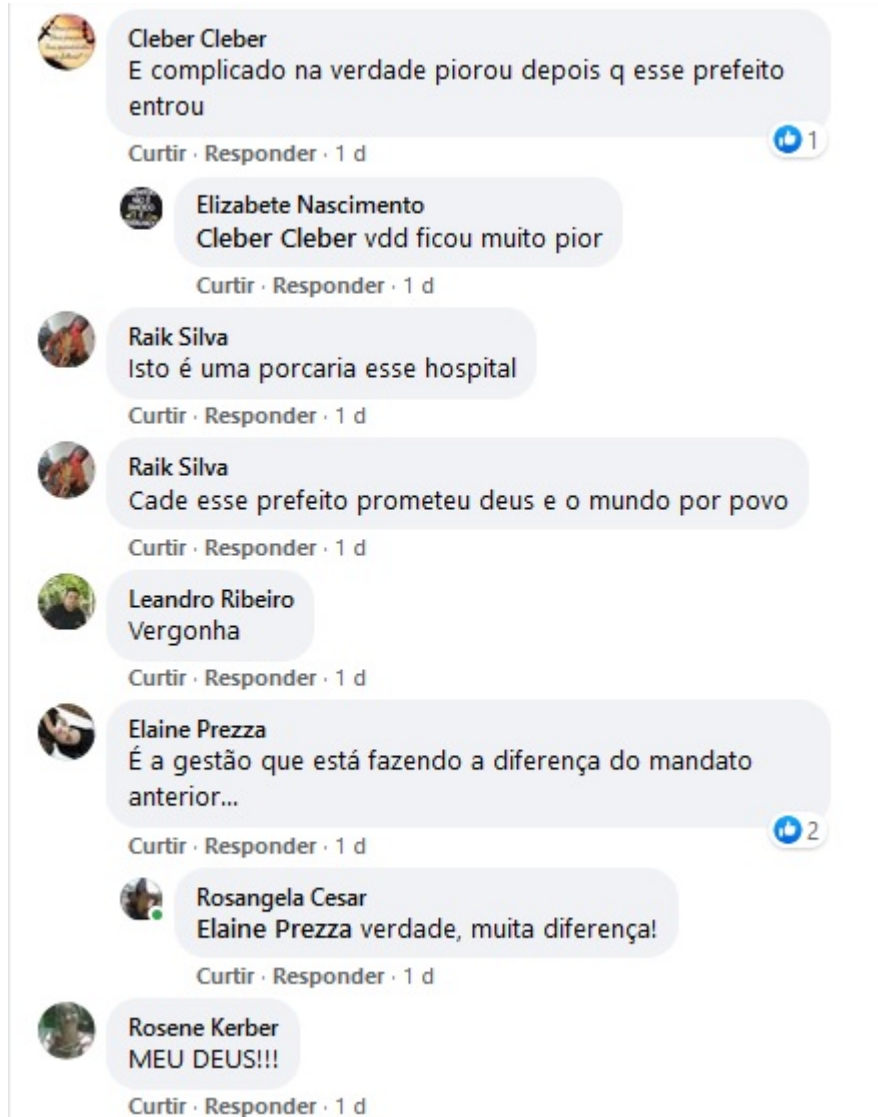 Cleber Cleber
E complicado na verdade piorou depois q esse prefeito
entrou
1
Curtir · Responder · 1 d
Elizabete Nascimento
Cleber Cleber vdd ficou muito pior
Curtir · Responder · 1 d
Raik Silva
Isto é uma porcaria esse hospital
Curtir · Responder · 1 d
Raik Silva
Cade esse prefeito prometeu deus e o mundo por povo
Curtir · Responder · 1 d
Leandro Ribeiro
Vergonha
Curtir · Responder · 1 d
Elaine Prezza
É a gestão que está fazendo a diferença do mandato
anterior...
2
Curtir · Responder · 1 d
Rosangela Cesar
Elaine Prezza verdade, muita diferença!
Curtir · Responder · 1 d
Rosene Kerber
MEU DEUS!!!
Curtir · Responder · 1 d